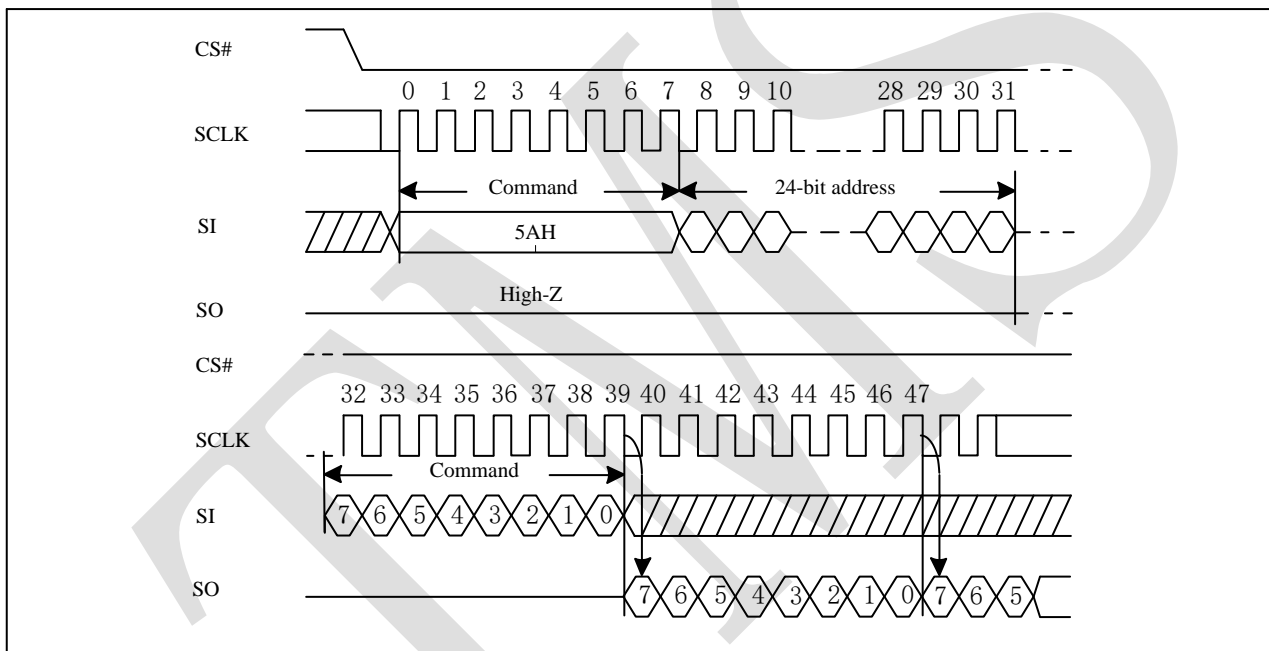 CS#
0 1 2 3 4 5 6 7 8 9 10 28 29 30 31
SCLK
Command 24-bit address
SI
5AH
High-Z
SO
CS#
32 33 34 35 36 37 38 39 40 41 42 43 44 45 46 47
SCLK
Command
SI 7 6 5 4 3 2 1 0
SO 7 6 5 4 3 2 1 0 7 6 5
TMS